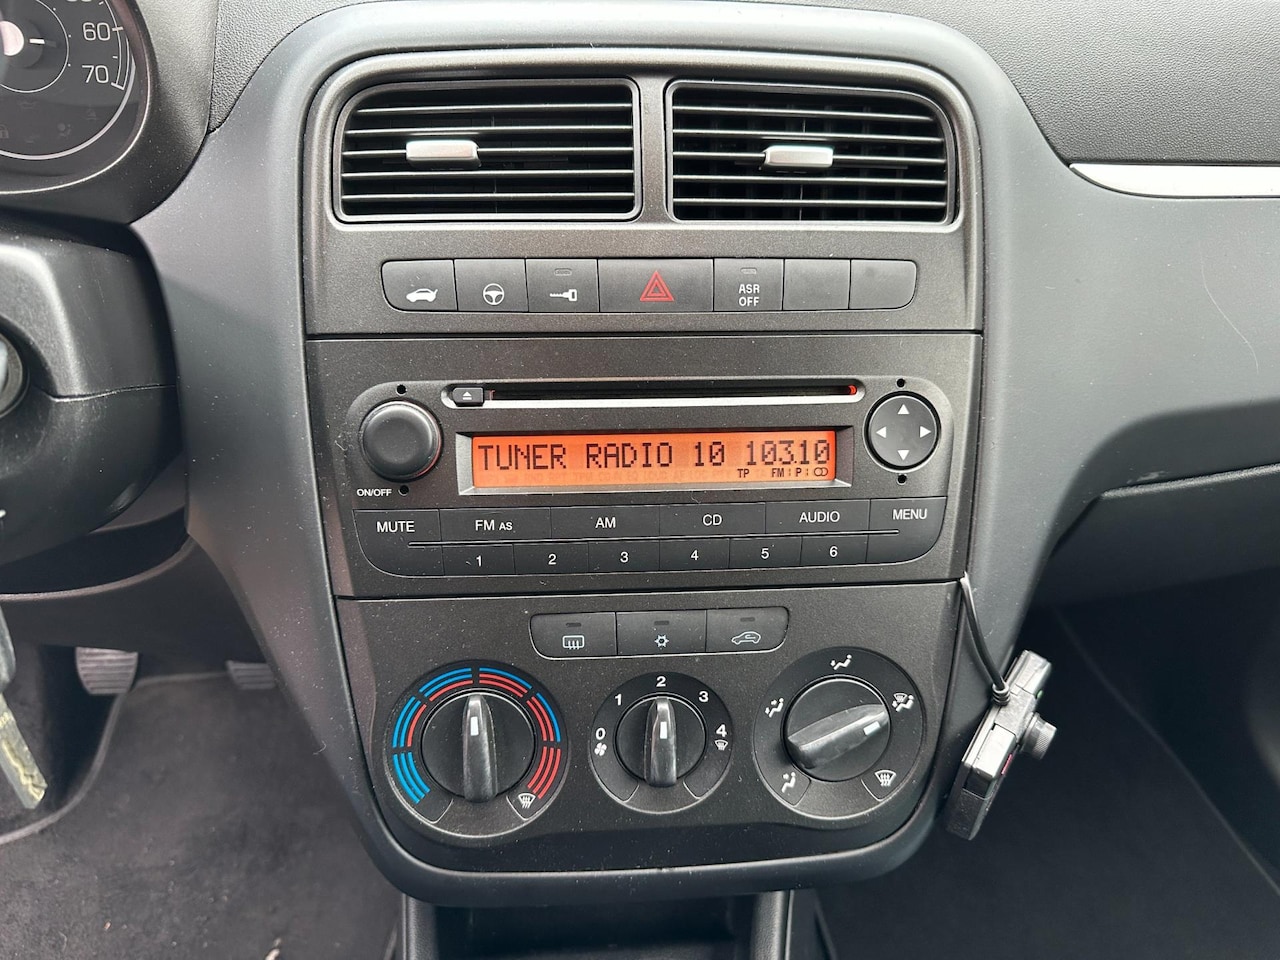 60
70
ASR
OFF
TUNER RADIO 10 103.10
TP FM P
ON/OFF
MUTE FM AS AM CD AUDIO MENU
1 2 3 4 5 6
0 1 2 3 4